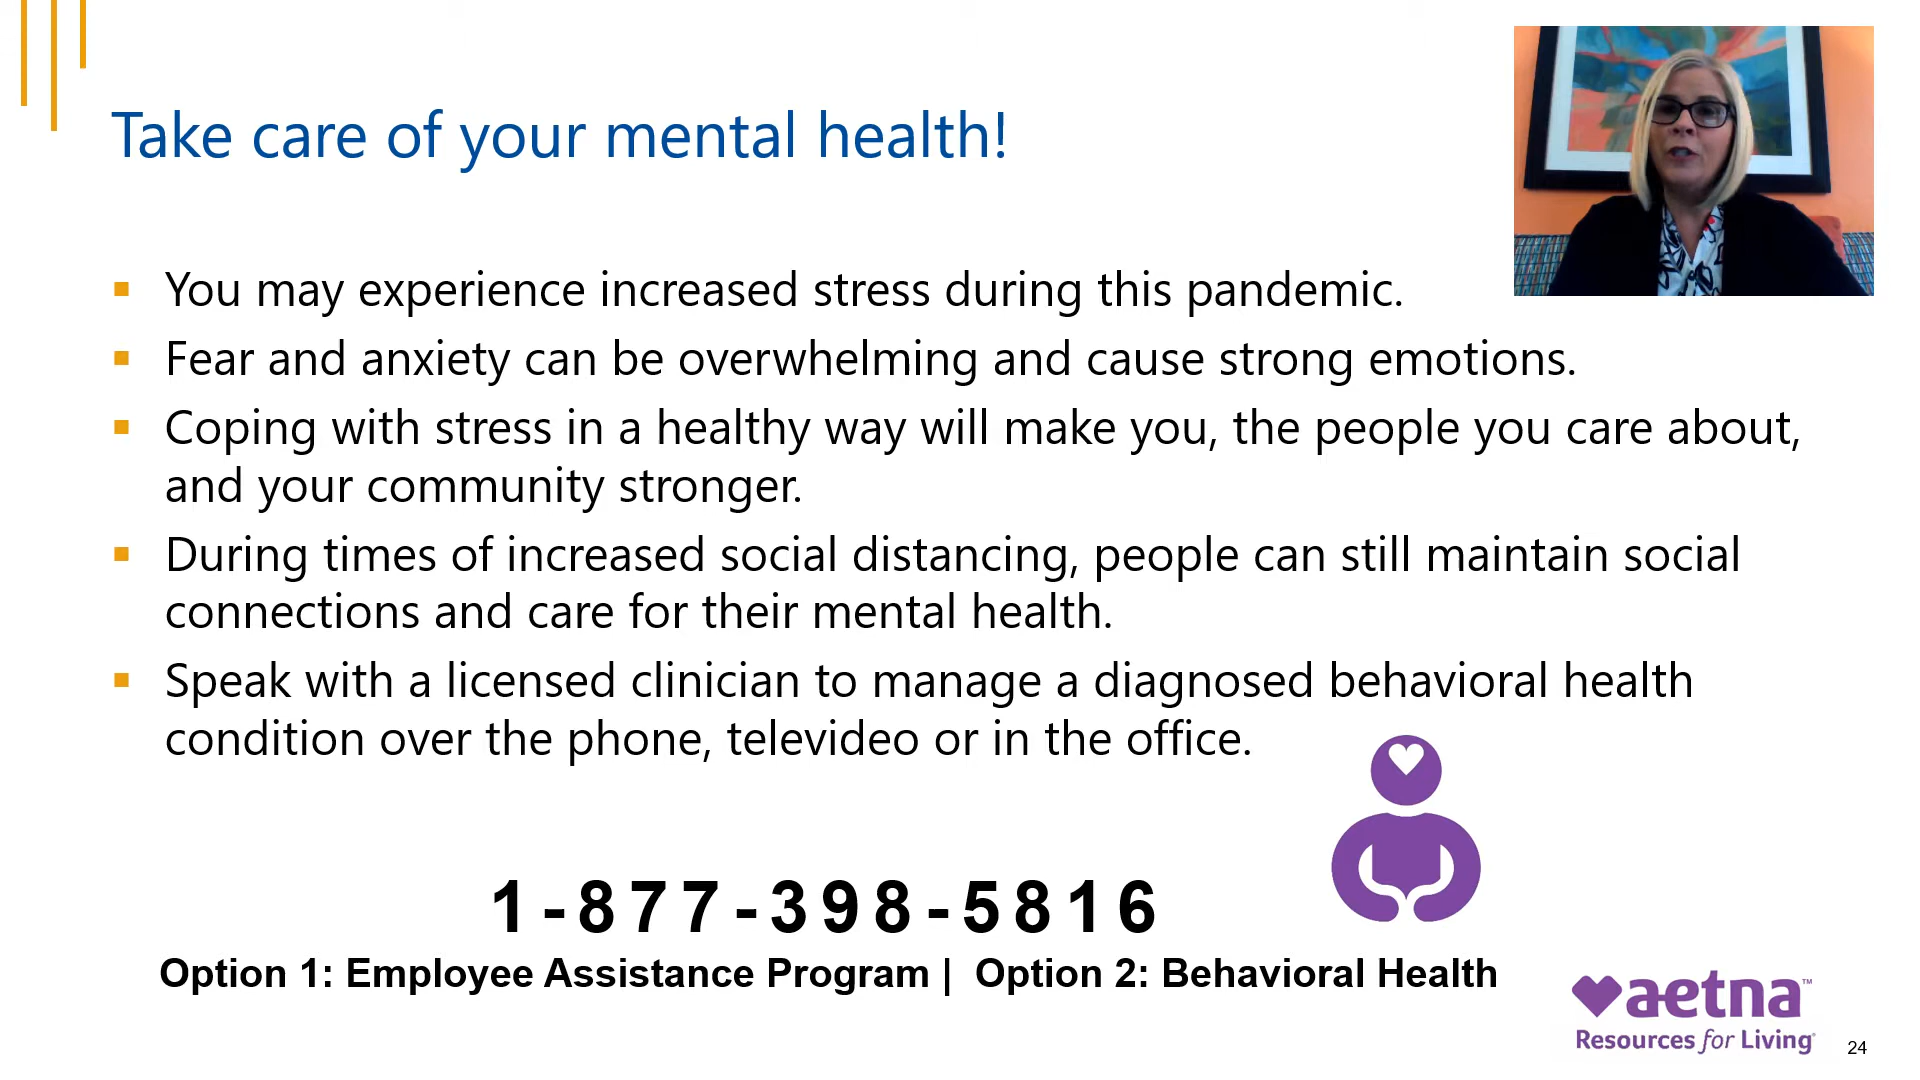 Take care of your mental health!
You may experience increased stress during this pandemic.
Fear and anxiety can be overwhelming and cause strong emotions.
Coping with stress in a healthy way will make you, the people you care about,
and your community stronger.
During times of increased social distancing, people can still maintain social
connections and care for their mental health.
Speak with a licensed clinician to manage a diagnosed behavioral health
condition over the phone, televideo or in the office.
1-877-398-5816
Option 1: Employee Assistance Program | Option 2: Behavioral Health
aetna™
Resources for Living
24